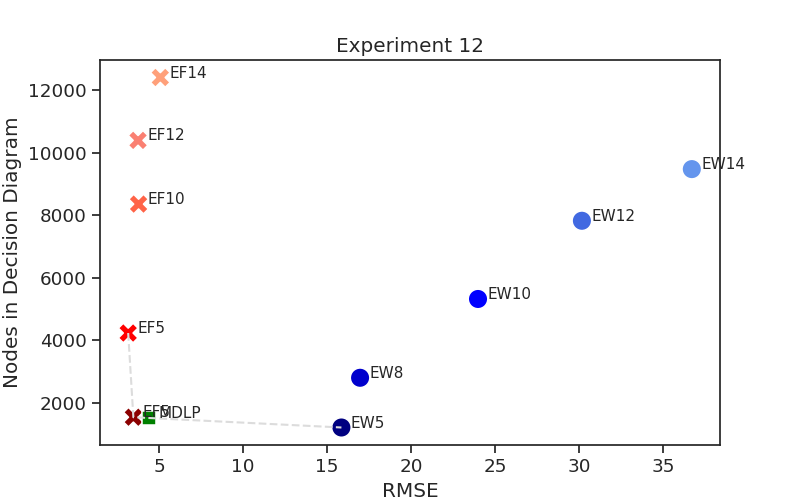 Experiment 12
Nodes in Decision Diagram
12000
10000
8000
6000
4000
2000
EF14
EF12
EF10
EF5
MDLP
EW14
EW12
EW10
EW8
EW5
5
10
15
20
25
30
35
RMSE